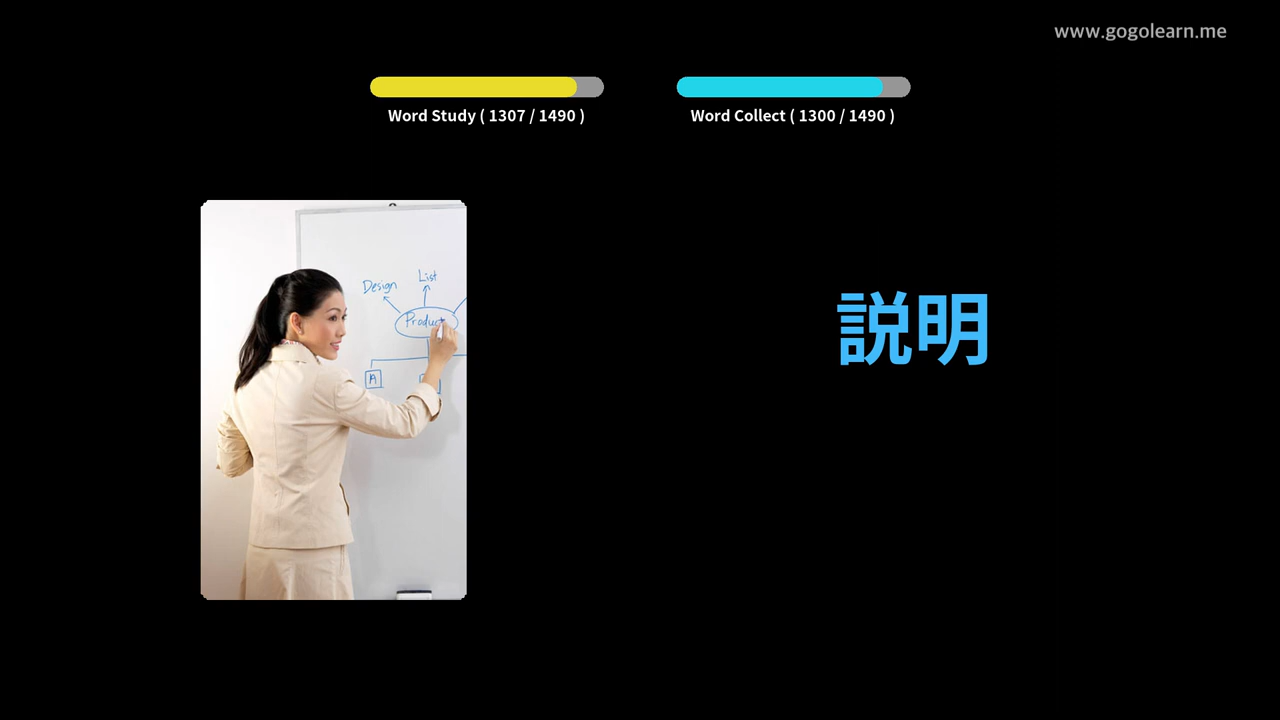 www.gogolearn.me
Word Study ( 1307 / 1490 )
Word Collect ( 1300 / 1490 )
説明
List
Design
Product
A